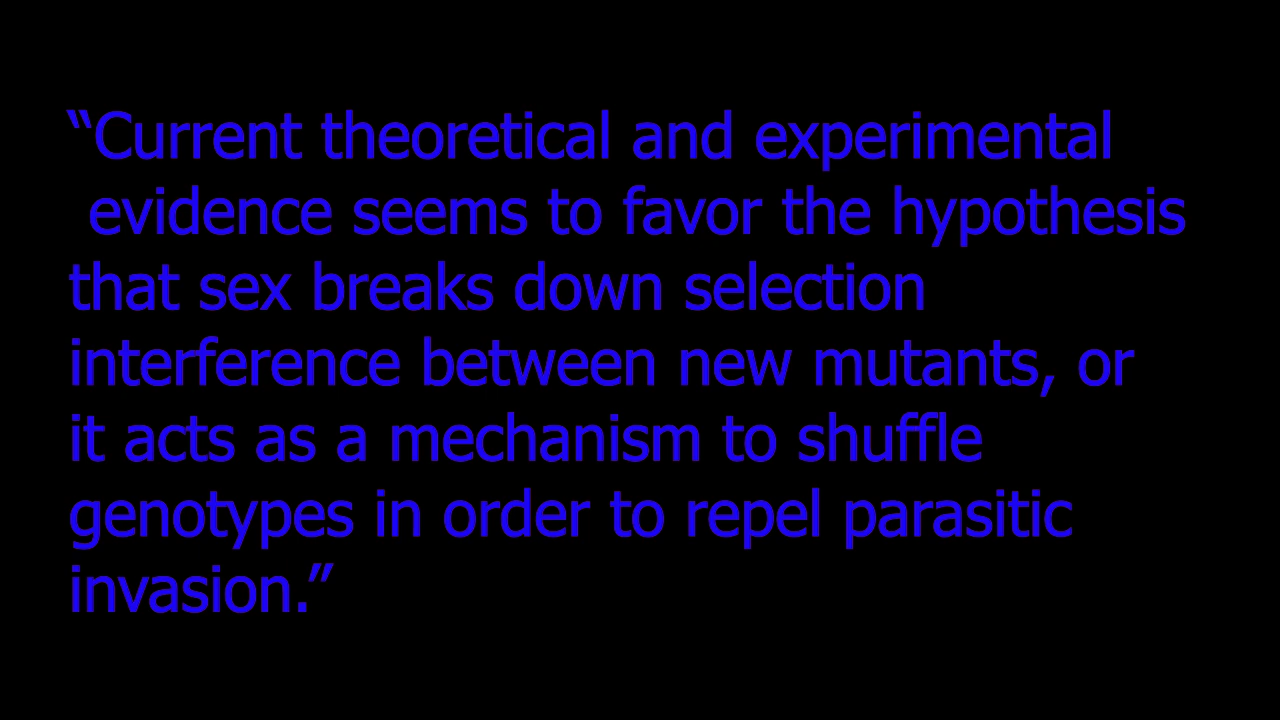 “Current theoretical and experimental
evidence seems to favor the hypothesis
that sex breaks down selection
interference between new mutants, or
it acts as a mechanism to shuffle
genotypes in order to repel parasitic
invasion.”